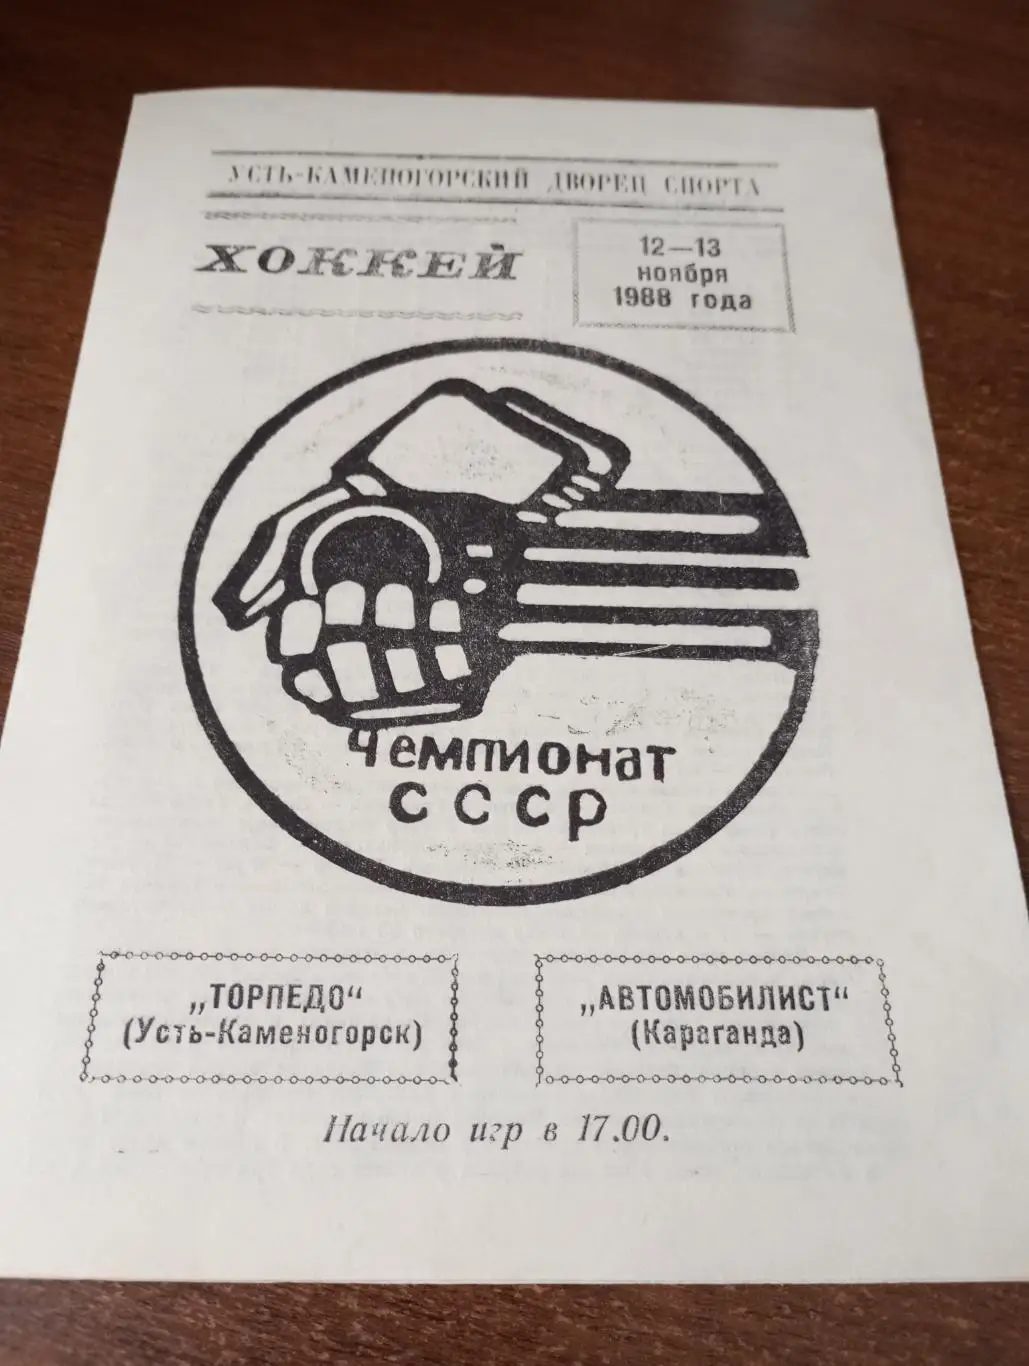 УСТЬ-КАМЕНОГОРСКИЙ ДВОРЕЦ СПОРТА
ХОККЕЙ
12—13
ноября
1988 года
Чемпионат
СССР
„ТОРПЕДО“
(Усть-Каменогорск)
„АВТОМОБИЛИСТ“
(Караганда)
Начало игр в 17.00.